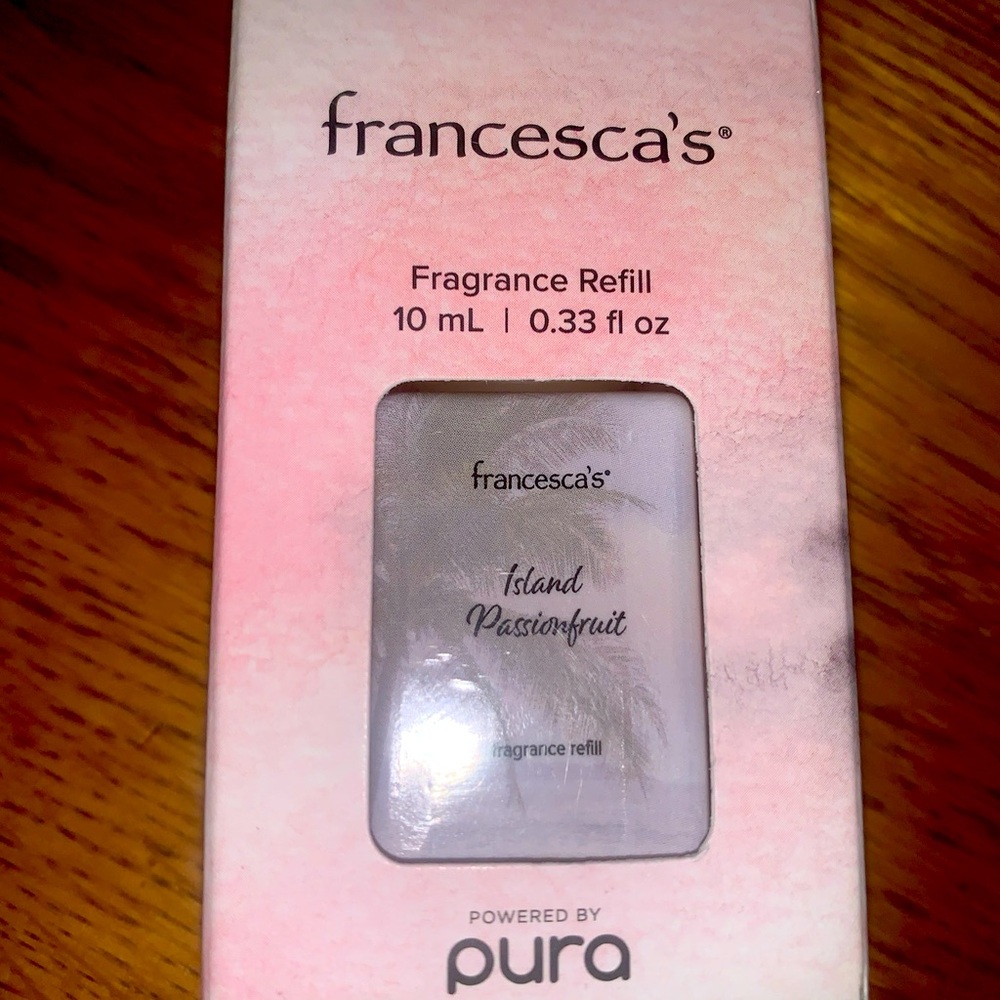 francesca's®
Fragrance Refill
10 mL | 0.33 fl oz
francesca's®
Island
Passionfruit
fragrance refill
POWERED BY
pura